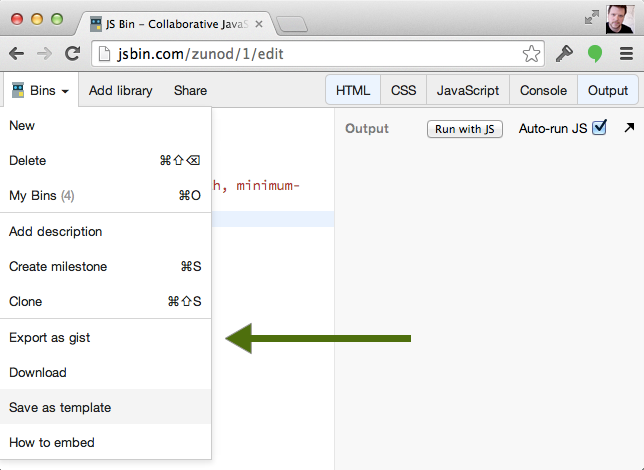 JS Bin – Collaborative JavaS
jsbin.com/zunod/1/edit
Bins Add library Share HTML CSS JavaScript Console Output
New
Output Run with JS Auto-run JS
Delete ⌘⇧⌫
My Bins (4) ⌘O
h, minimum-
Add description
Create milestone ⌘S
Clone ⌘⇧S
Export as gist
Download
Save as template
How to embed